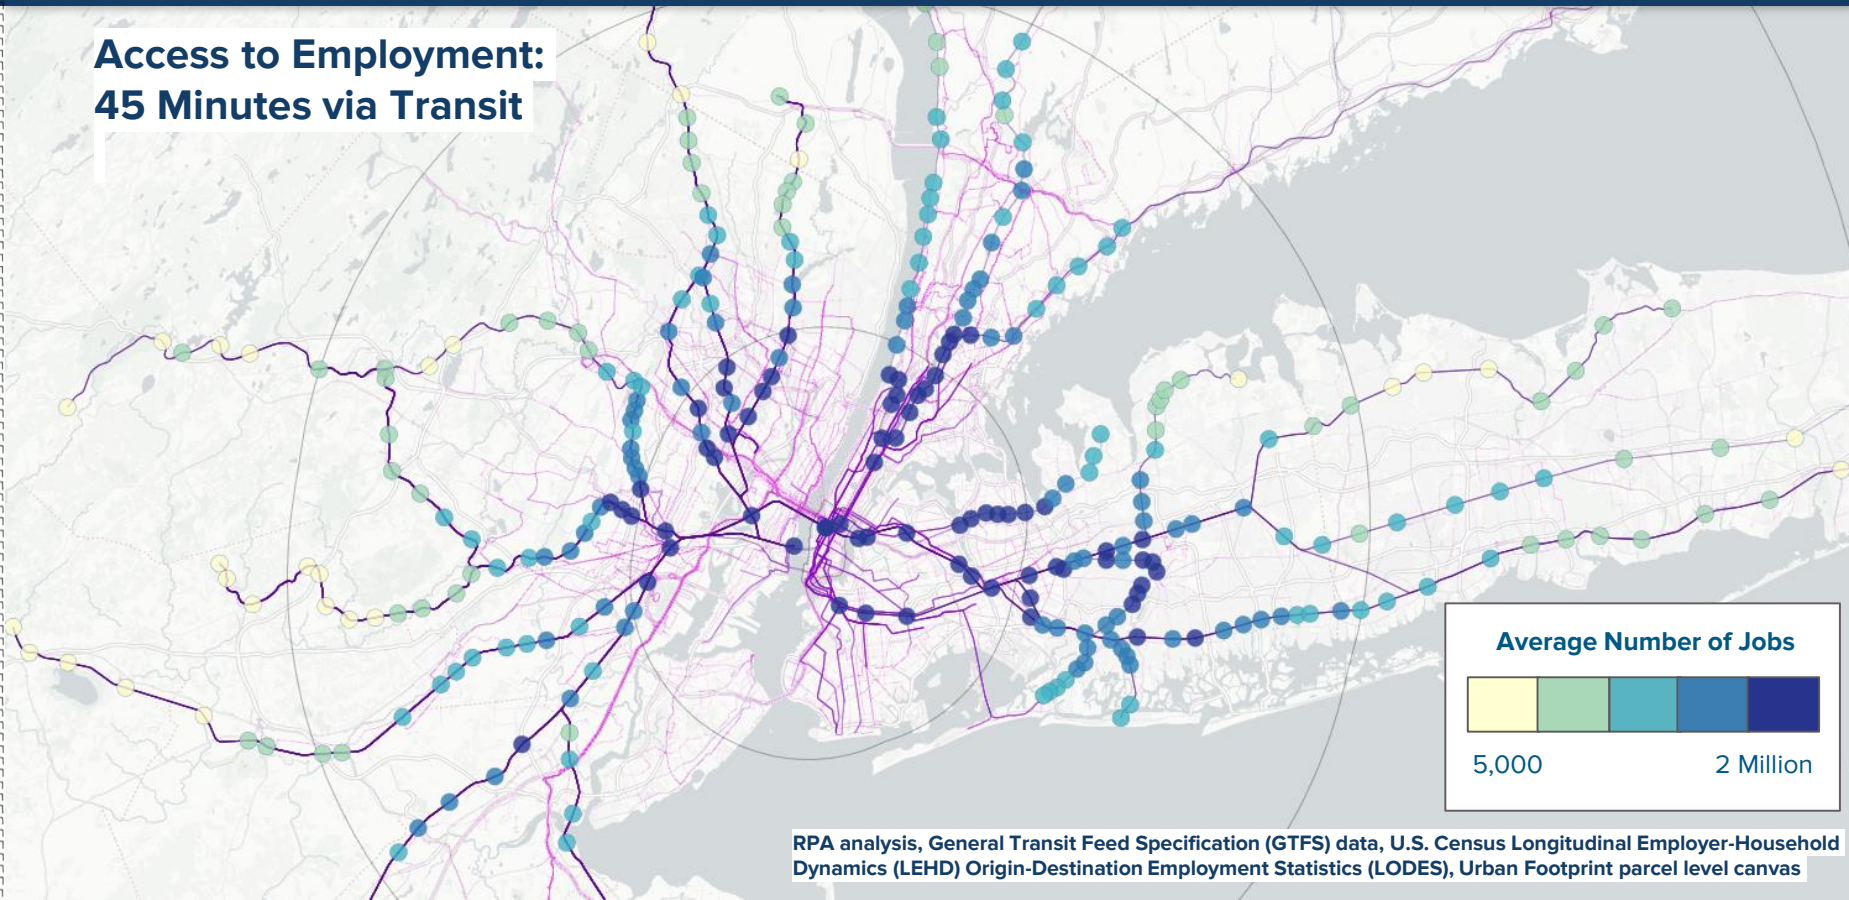 Access to Employment:
45 Minutes via Transit
Average Number of Jobs
5,000
2 Million
RPA analysis, General Transit Feed Specification (GTFS) data, U.S. Census Longitudinal Employer-Household
Dynamics (LEHD) Origin-Destination Employment Statistics (LODES), Urban Footprint parcel level canvas